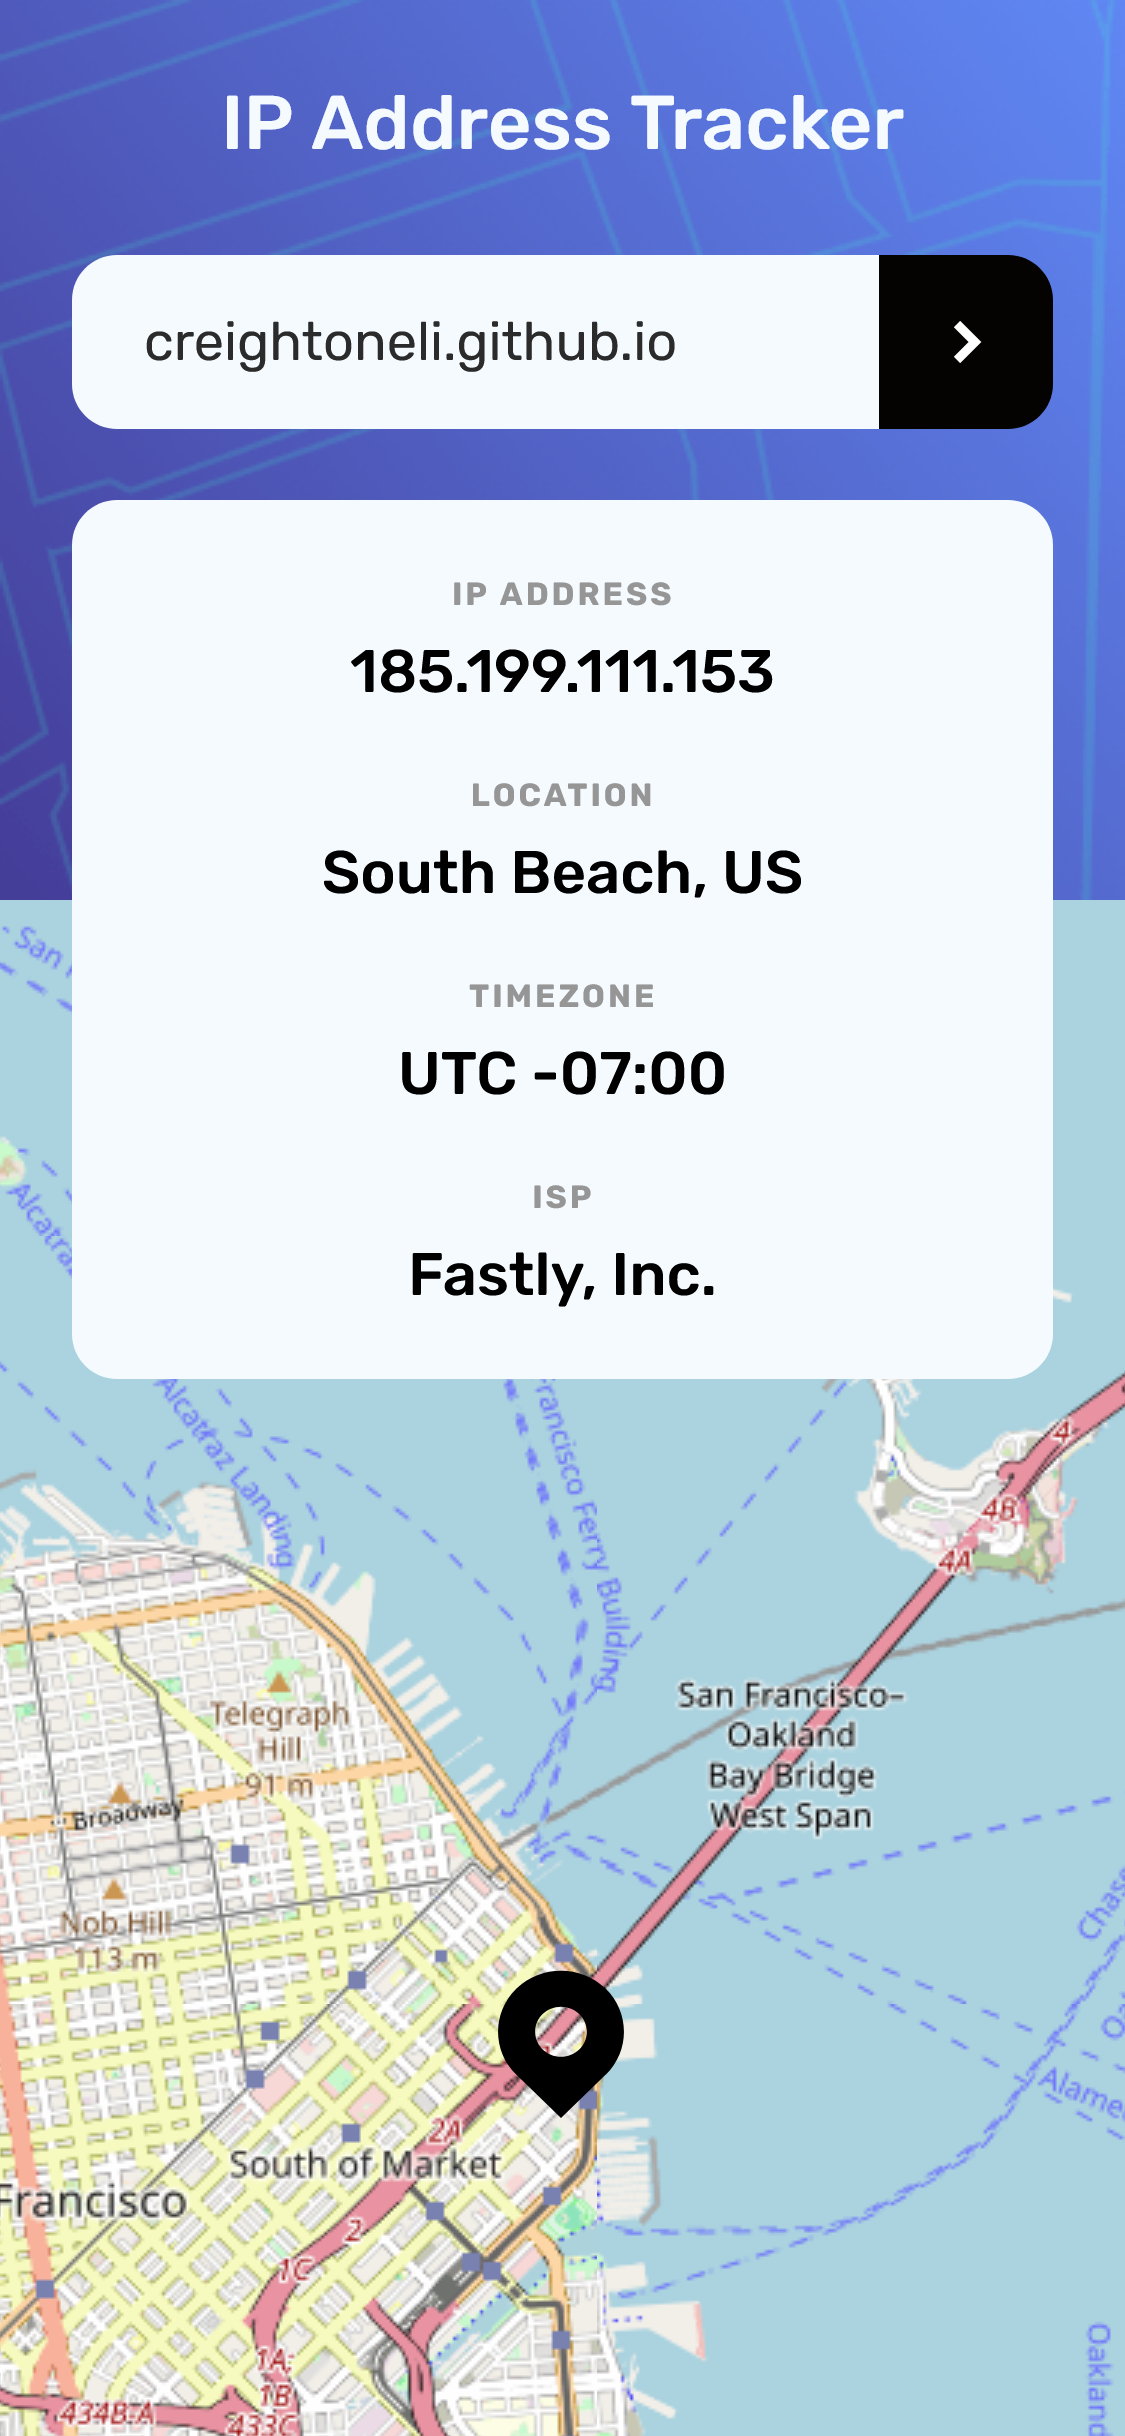 IP Address Tracker
creightoneli.github.io
IP ADDRESS
185.199.111.153
LOCATION
South Beach, US
TIMEZONE
UTC -07:00
ISP
Fastly, Inc.
San
Alcatraz
Alcatraz Landing
Francisco Ferry Building
4
4B
4A
San Francisco–
Oakland
Bay Bridge
West Span
Telegraph
Hill
91 m
Broadway
Nob Hill
113 m
2A
South of Market
Francisco
2
1C
1A;
1B
434B-A
433C
Oakland